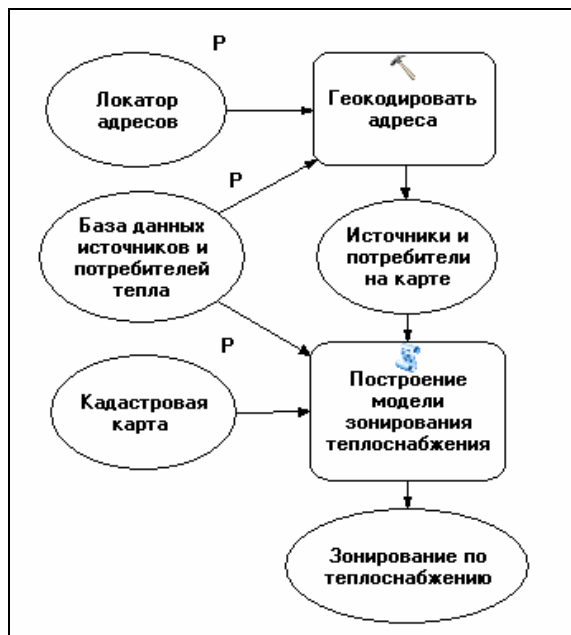 Р
Локатор
адресов
Геокодировать
адреса
Р
База данных
источников и
потребителей
тепла
Источники и
потребители
на карте
Р
Кадастровая
карта
Построение
модели
зонирования
теплоснабжения
Зонирование по
теплоснабжению